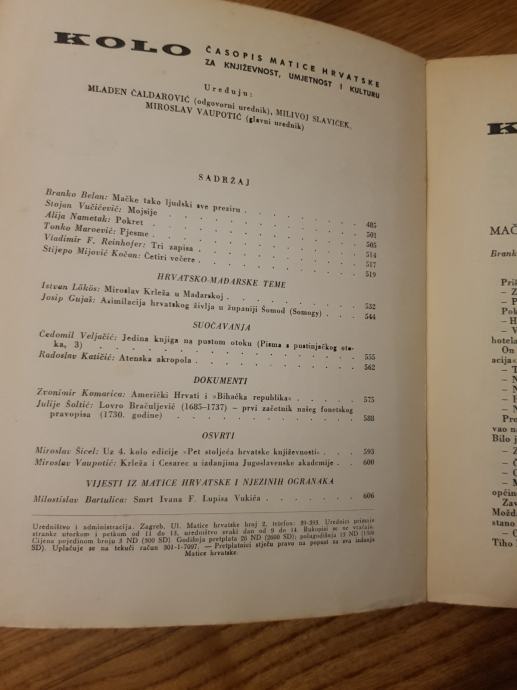 KOLO ČASOPIS MATICE HRVATSKE
ZA KNJIŽEVNOST, UMJETNOST I KULTURU
Uređuju:
MLADEN ČALDAROVIĆ (odgovorni urednik), MILIVOJ SLAVIČEK,
MIROSLAV VAUPOTIĆ (glavni urednik)
SADRŽAJ
Branko Belan: Mačke tako ljudski sve preziru . . . . . . . 485
Stojan Vučićević: Mojsije . . . . . . . 501
Alija Nametak: Pokret . . . . . . . 505
Tonko Maroević: Pjesme . . . . . . . 514
Vladimir F. Reinhofer: Tri zapisa . . . . . . . 517
Stijepo Mijović Kočan: Četiri večere . . . . . . . 519
HRVATSKO-MAĐARSKE TEME
Istvan Lőkös: Miroslav Krleža u Mađarskoj . . . . . . . 532
Josip Gujaš: Asimilacija hrvatskog življa u županiji Šomođ (Somogy) . . . 544
SUOČAVANJA
Čedomil Veljačić: Jedina knjiga na pustom otoku (Pisma s pustinjačkog oto-
ka, 3) . . . . . . . 555
Radoslav Katičić: Atenska akropola . . . . . . . 562
DOKUMENTI
Zvonimir Komarica: Američki Hrvati i »Bihačka republika« . . . . 575
Julije Šoltić: Lovro Bračuljević (1685—1737) – prvi začetnik našeg fonetskog
pravopisa (1730. godine) . . . . . . . 588
OSVRTI
Miroslav Šicel: Uz 4. kolo edicije »Pet stoljeća hrvatske književnosti« . . . 593
Miroslav Vaupotić: Krleža i Cesarec u izdanjima Jugoslavenske akademije . . . 600
VIJESTI IZ MATICE HRVATSKE I NJEZINIH OGRANAKA
Milostislav Bartulica: Smrt Ivana F. Lupisa Vukića . . . . . . . 606
Uredništvo i administracija. Zagreb, Ul. Matice hrvatske broj 2, telefon: 39-393. Urednici primaju
stranke utorkom i petkom od 11 do 13, uredništvo svaki dan od 9 do 14. Rukopisi se ne vraćaju.
Cijena pojedinom broju 3 ND (300 SD) Godišnja pretplata 26 ND (2600 SD); polugodišnja 13 ND (1300
SD). Uplaćuje se na tekući račun 301-1-7097. — Pretplatnici stječu pravo na popust za sva izdanja
Matice hrvatske.
K
MAČ
Brank